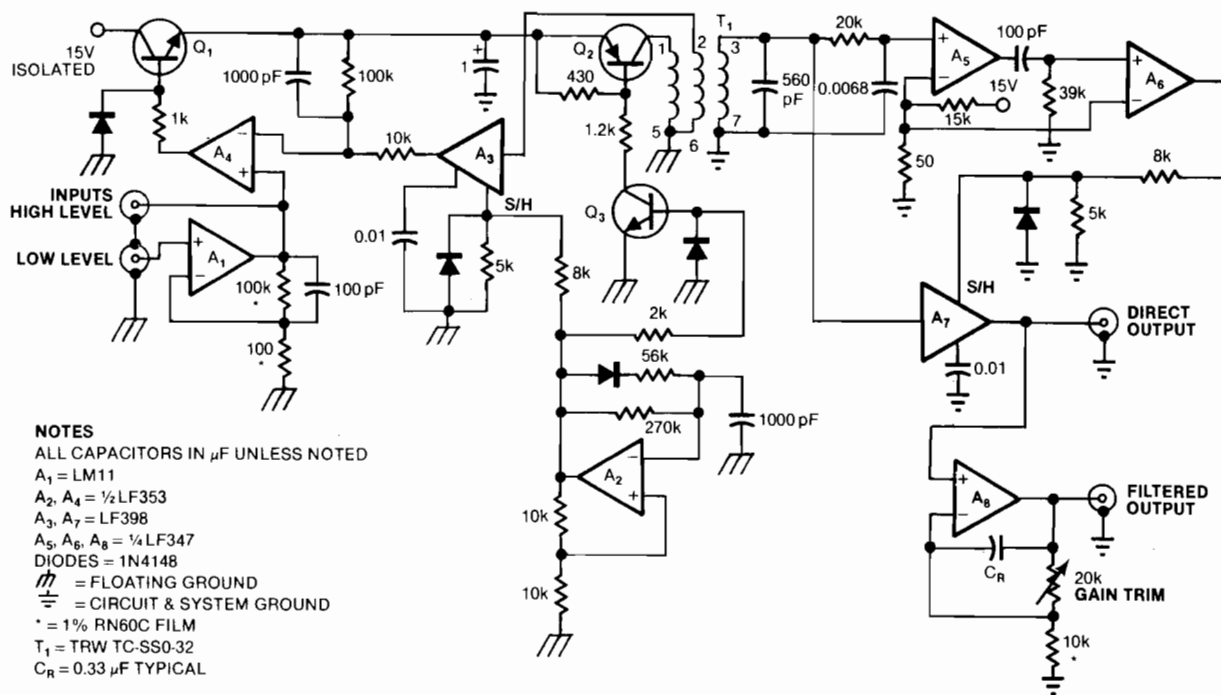 15V
ISOLATED
Q1
1000 pF
100k
+
1
Q2
430
1.2k
T1
1
2
3
5
6
7
560
pF
20k
0.0068
+
A5
−
100 pF
15V
15k
50
39k
+
A6
−
1k
A4
−
+
10k
A3
S/H
0.01
5k
8k
Q3
8k
5k
INPUTS
HIGH LEVEL
LOW LEVEL
+
A1
−
100k
*
100 pF
100
*
2k
56k
270k
1000 pF
A2
−
+
10k
10k
S/H
A7
0.01
DIRECT
OUTPUT
+
A8
−
FILTERED
OUTPUT
CR
20k
GAIN TRIM
10k
*
NOTES
ALL CAPACITORS IN μF UNLESS NOTED
A1 = LM11
A2, A4 = ½ LF353
A3, A7 = LF398
A5, A6, A8 = ¼ LF347
DIODES = 1N4148
= FLOATING GROUND
= CIRCUIT & SYSTEM GROUND
* = 1% RN60C FILM
T1 = TRW TC-SS0-32
CR = 0.33 μF TYPICAL